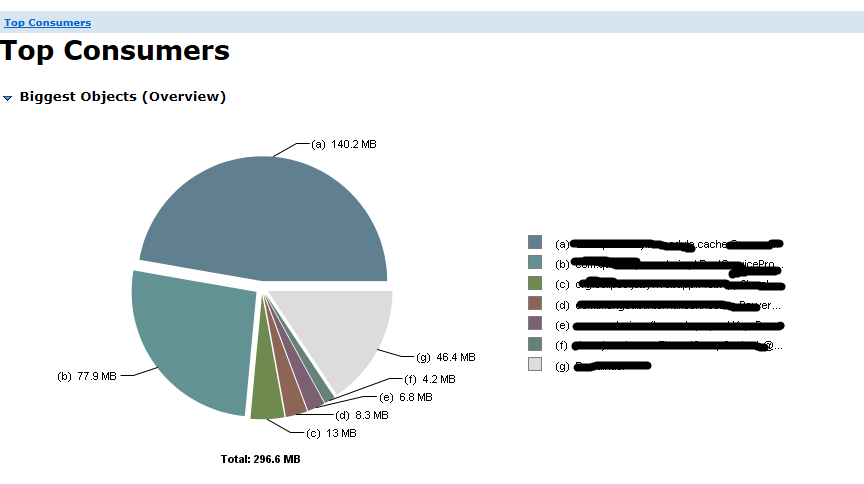 Top Consumers
Top Consumers
Biggest Objects (Overview)
(a) 140.2 MB
(g) 46.4 MB
(f) 4.2 MB
(b) 77.9 MB
(e) 6.8 MB
(d) 8.3 MB
(c) 13 MB
Total: 296.6 MB
(a)
(b)
(c)
(d)
(e)
(f)
(g)